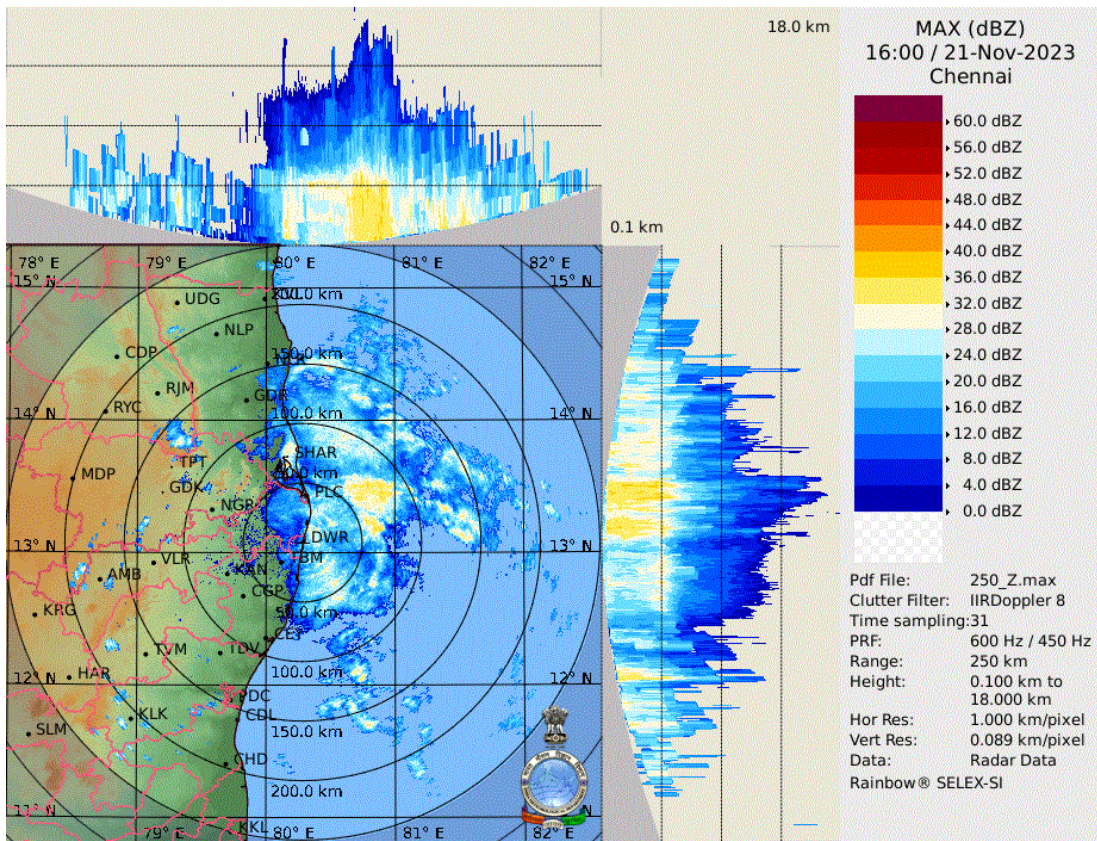 18.0 km
0.1 km
MAX (dBZ)
16:00 / 21-Nov-2023
Chennai
60.0 dBZ
56.0 dBZ
52.0 dBZ
48.0 dBZ
44.0 dBZ
40.0 dBZ
36.0 dBZ
32.0 dBZ
28.0 dBZ
24.0 dBZ
20.0 dBZ
16.0 dBZ
12.0 dBZ
8.0 dBZ
4.0 dBZ
0.0 dBZ
Pdf File: 250_Z.max
Clutter Filter: IIRDoppler 8
Time sampling:31
PRF: 600 Hz / 450 Hz
Range: 250 km
Height: 0.100 km to
18.000 km
Hor Res: 1.000 km/pixel
Vert Res: 0.089 km/pixel
Data: Radar Data
Rainbow® SELEX-SI
78° E 79° E 80° E 81° E 82° E
15° N 15° N
UDG
NLP
150.0 km
CDP
RJM
GDR
RYC
100.0 km
14° N 14° N
SHAR
TPT
MDP
GDK
PLC
NGR
DWR
13° N 13° N
BM
VLR
KAN
AMB
CGP
KRG
50.0 km
TVM
TDV
100.0 km
HAR
12° N 12° N
PDC
KLK
CDL
SLM
150.0 km
CHD
200.0 km
11° N 11° N
KKL
79° E 80° E 81° E 82° E